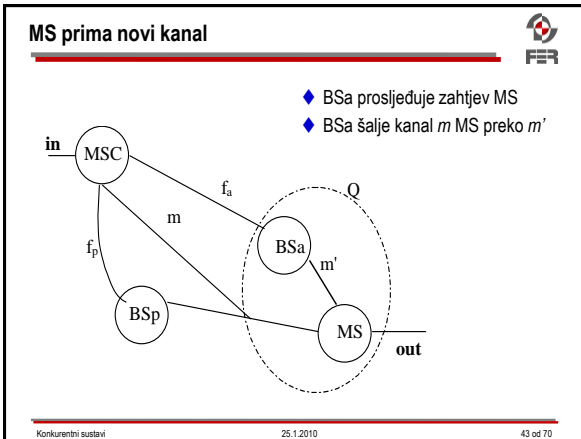 MS prima novi kanal
FER
♦ BSa prosljeđuje zahtjev MS
♦ BSa šalje kanal m MS preko m'
in
MSC
fa
Q
m
fp
BSa
m'
BSp
MS
out
Konkurentni sustavi 25.1.2010 43 od 70